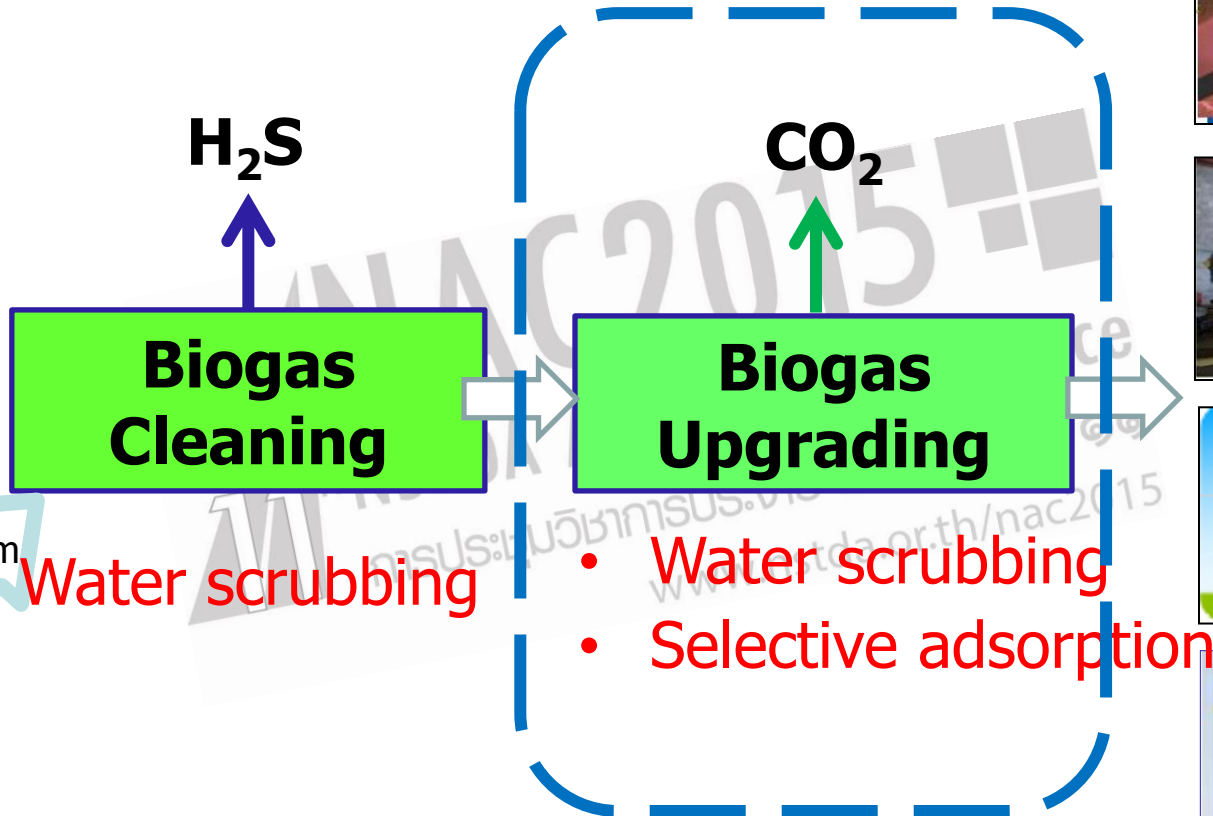 H₂S
CO₂
Biogas
Cleaning
Biogas
Upgrading
m
Water scrubbing
• Water scrubbing
• Selective adsorption
NAC2015
www.nstda.or.th/nac2015